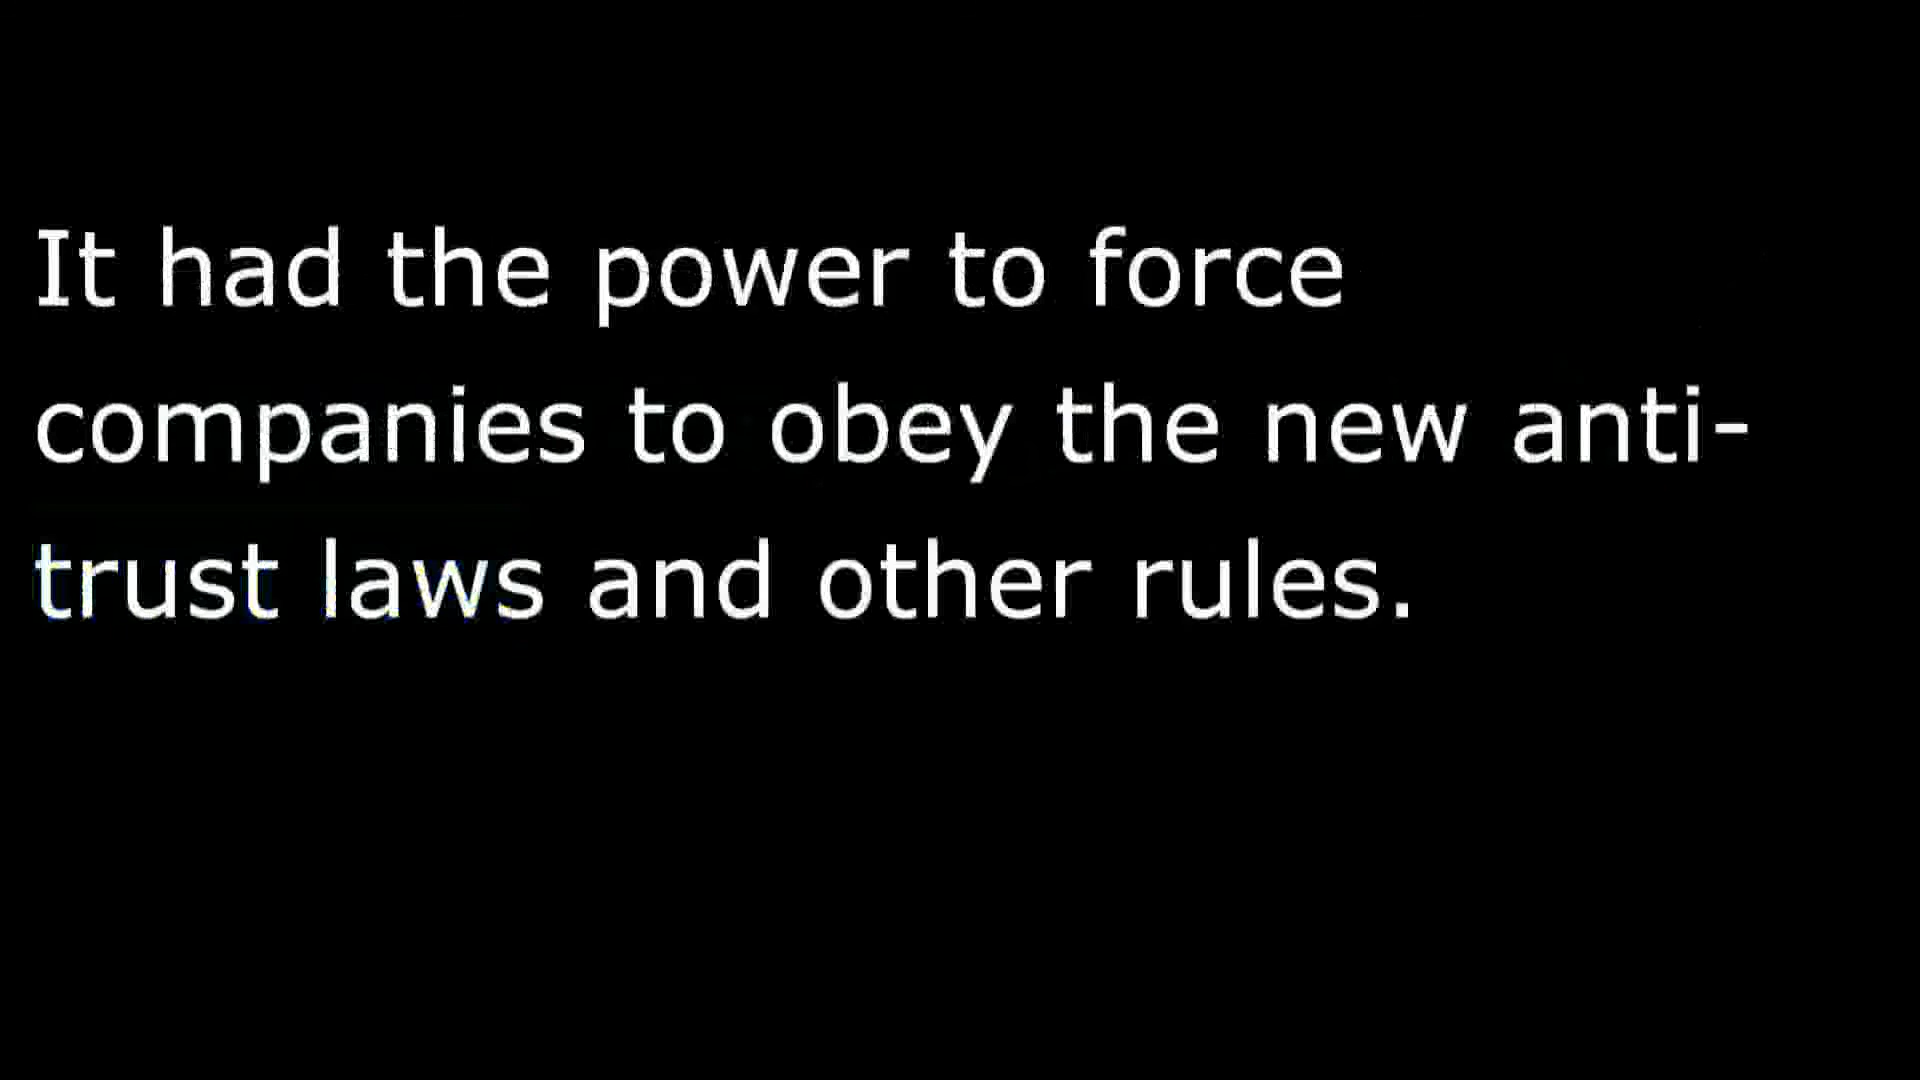 It had the power to force
companies to obey the new anti-
trust laws and other rules.